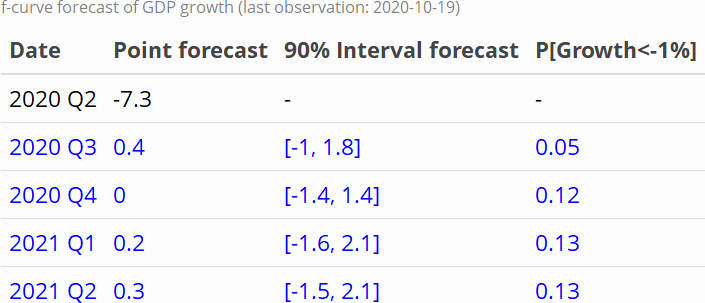 f-curve forecast of GDP growth (last observation: 2020-10-19)
Date Point forecast 90% Interval forecast P[Growth<-1%]
2020 Q2 -7.3 - -
2020 Q3 0.4 [-1, 1.8] 0.05
2020 Q4 0 [-1.4, 1.4] 0.12
2021 Q1 0.2 [-1.6, 2.1] 0.13
2021 Q2 0.3 [-1.5, 2.1] 0.13